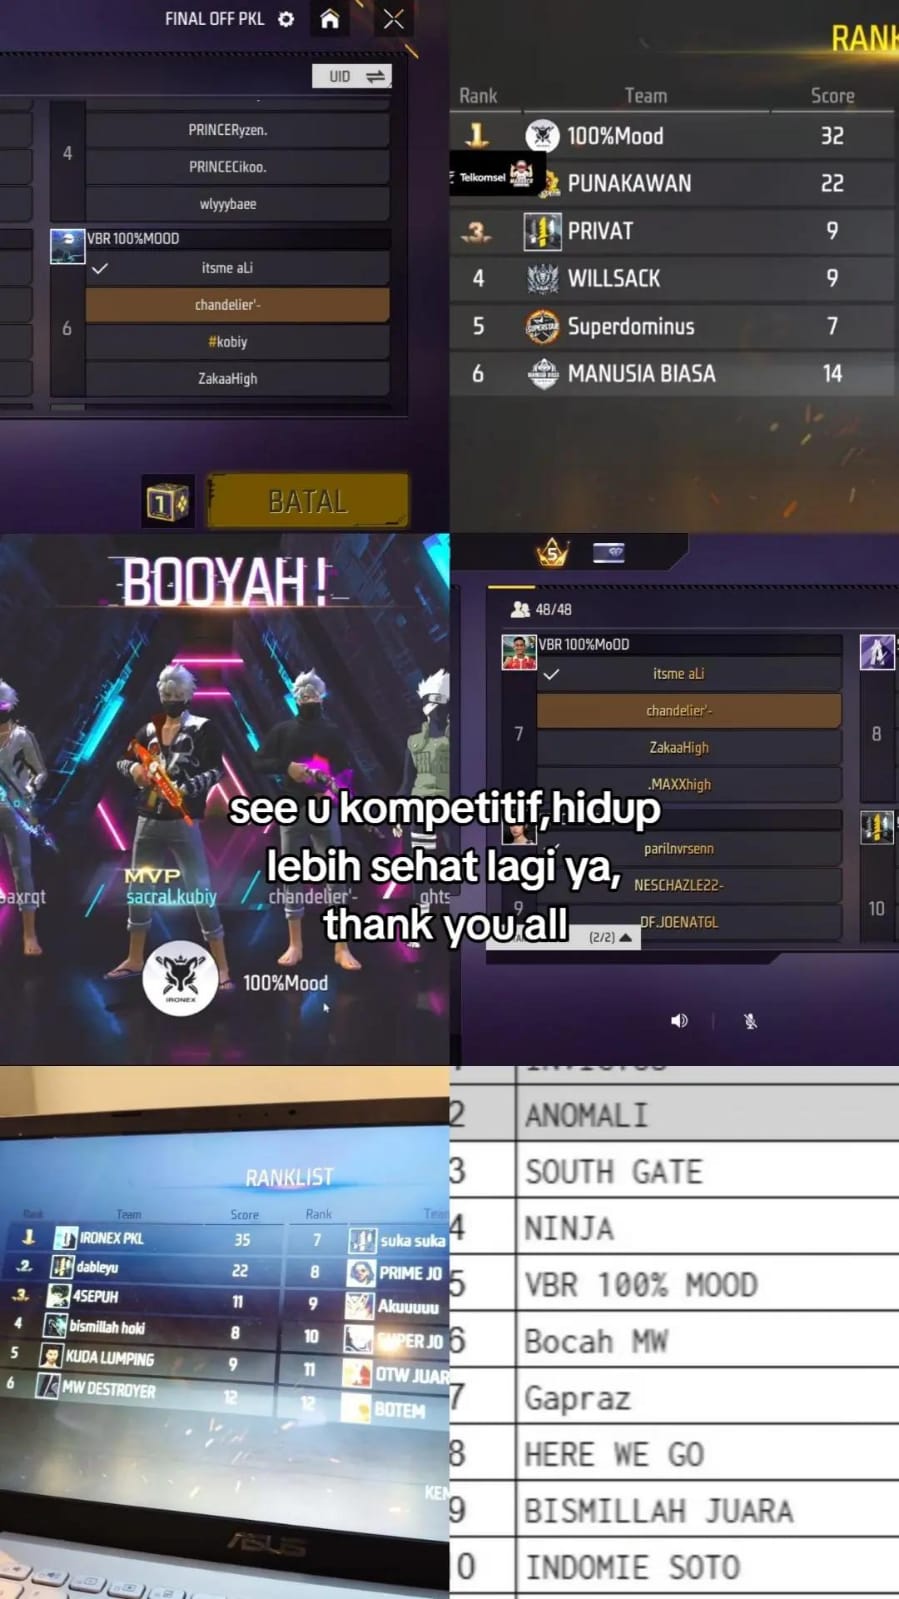 FINAL OFF PKL
UID
4
PRINCERyzen.
PRINCECikoo.
wlyyybaee
VBR 100%MOOD
itsme aLi
chandelier'-
6
#kobiy
ZakaaHigh
1
BATAL
RANK
Rank Team Score
1 100%Mood 32
Telkomsel
PUNAKAWAN 22
3 PRIVAT 9
4 WILLSACK 9
5 Superdominus 7
6 MANUSIA BIASA 14
BOOYAH!
MVP
axrqt sacral.kubiy chandelier'- ghts
IRONEX
100%Mood
5
48/48
VBR 100%MoOD
itsme aLi
chandelier'-
7 8
ZakaaHigh
.MAXXhigh
parilnvrsenn
NESCHAZLE22-
9 10
DF.JOENATGL
(2/2)
see u kompetitif,hidup
lebih sehat lagi ya,
thank you all
RANKLIST
Rank Team Score Rank Team
1 IRONEX PKL 35 7 suka suka
2 dableyu 22 8 PRIME JO
3 4SEPUH 11 9 Akuuuuu
4 bismillah hoki 8 10 SUPER JO
5 KUDA LUMPING 9 11 OTW JUAR
6 MW DESTROYER 12 12 BOTEM
KEM
ASUS
2 ANOMALI
3 SOUTH GATE
4 NINJA
5 VBR 100% MOOD
6 Bocah MW
7 Gapraz
8 HERE WE GO
9 BISMILLAH JUARA
0 INDOMIE SOTO